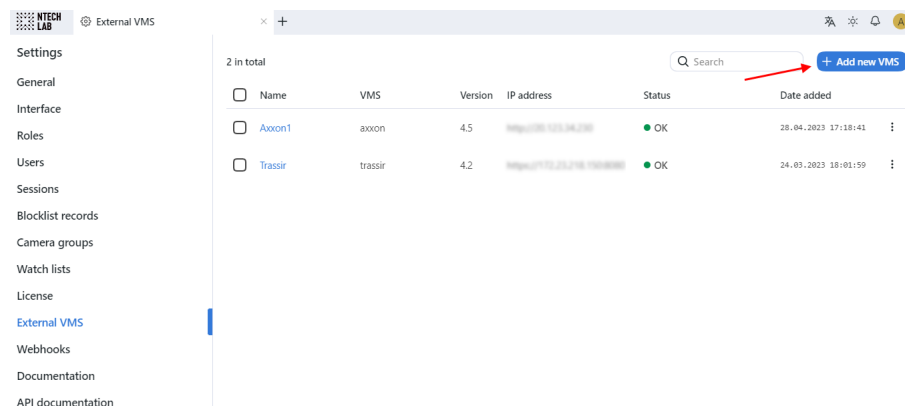 NTECH LAB External VMS
A
Settings
General
Interface
Roles
Users
Sessions
Blocklist records
Camera groups
Watch lists
License
External VMS
Webhooks
Documentation
API documentation
2 in total
Search
+ Add new VMS
Name VMS Version IP address Status Date added
Axxon1 axxon 4.5 OK 28.04.2023 17:18:41
Trassir trassir 4.2 OK 24.03.2023 18:01:59